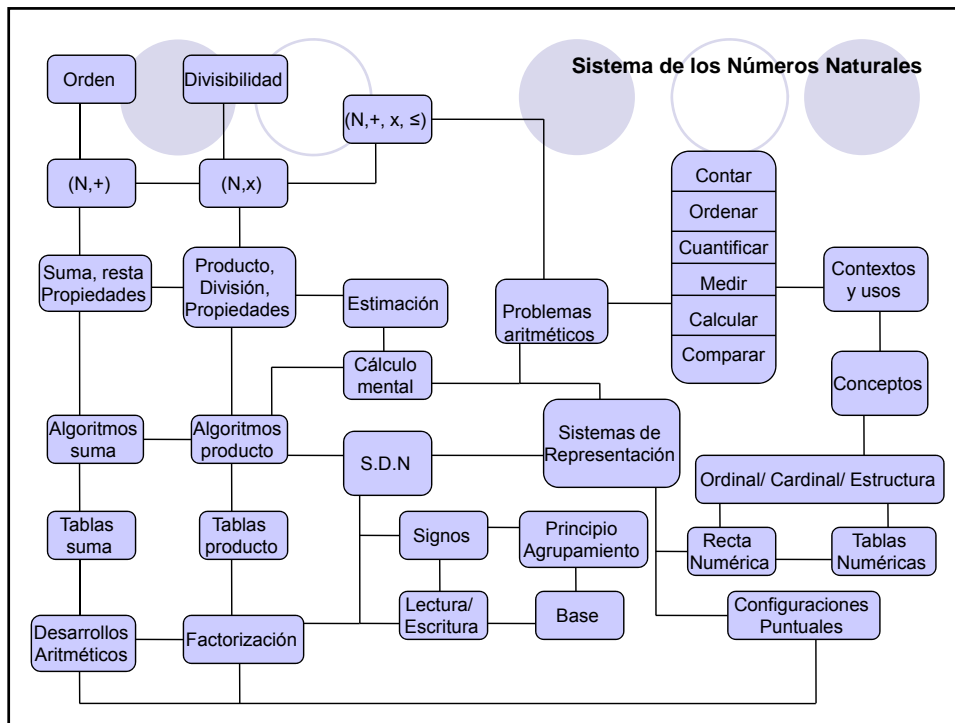 Sistema de los Números Naturales
Orden
Divisibilidad
(N,+, x, ≤)
(N,+)
(N,x)
Contar
Ordenar
Cuantificar
Medir
Calcular
Comparar
Suma, resta
Propiedades
Producto,
División,
Propiedades
Estimación
Problemas
aritméticos
Contextos
y usos
Cálculo
mental
Conceptos
Algoritmos
suma
Algoritmos
producto
S.D.N
Sistemas de
Representación
Ordinal/ Cardinal/ Estructura
Tablas
suma
Tablas
producto
Signos
Principio
Agrupamiento
Recta
Numérica
Tablas
Numéricas
Desarrollos
Aritméticos
Factorización
Lectura/
Escritura
Base
Configuraciones
Puntuales